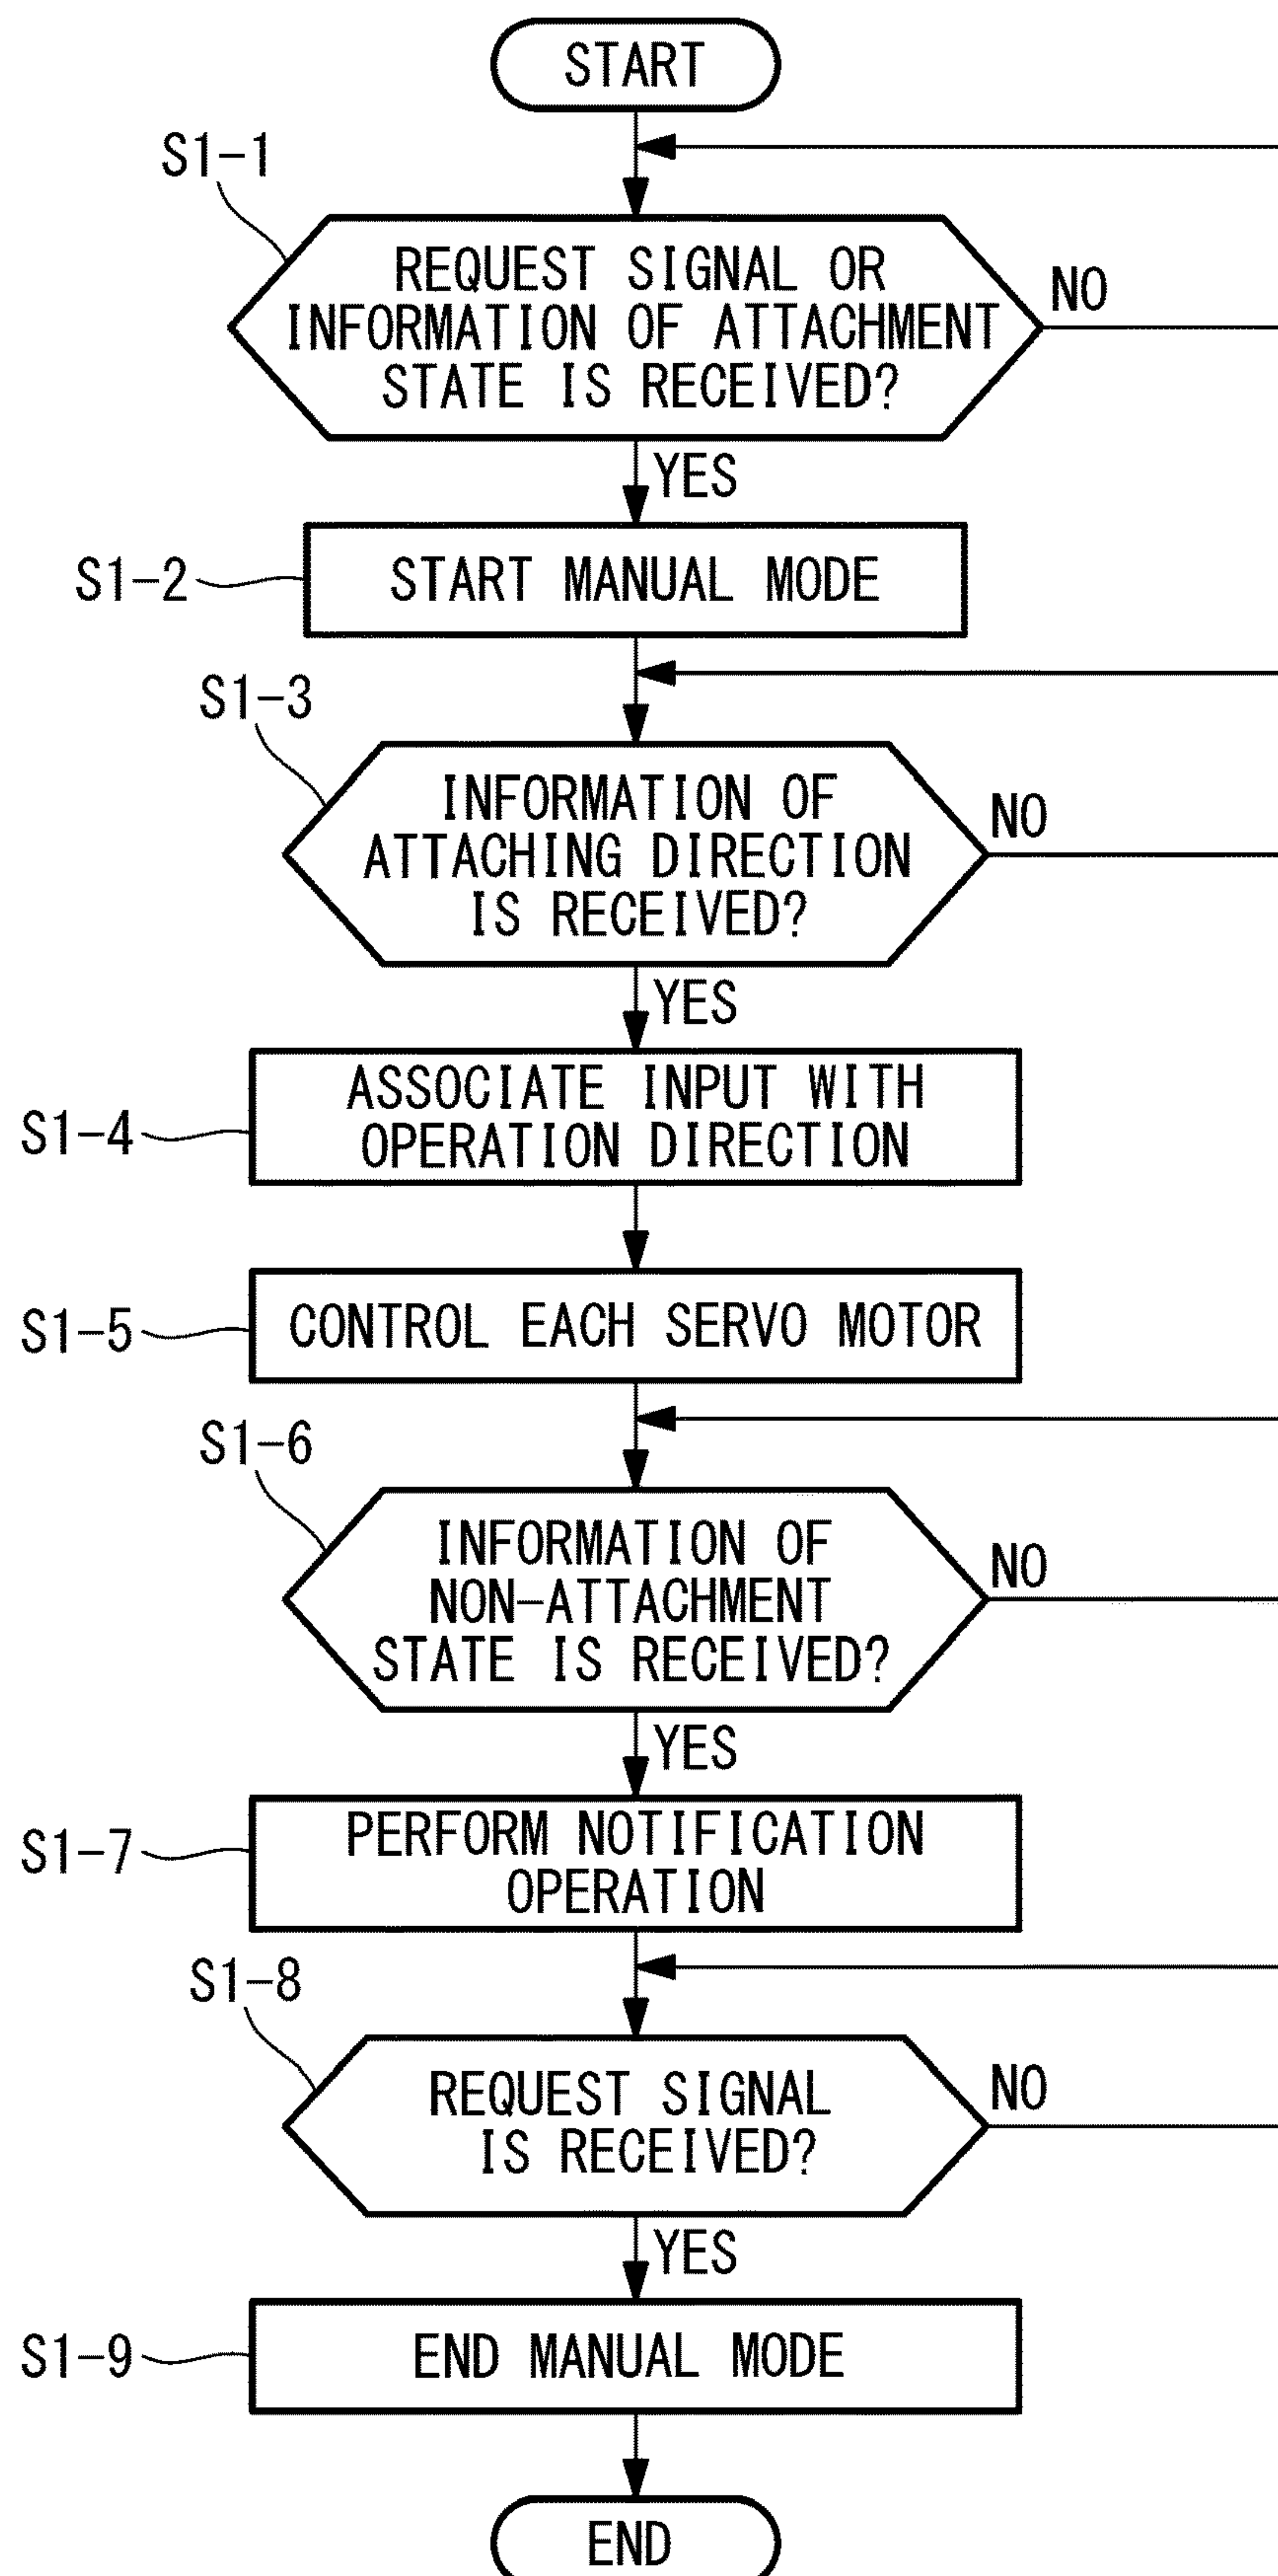 START
S1-1
REQUEST SIGNAL OR
INFORMATION OF ATTACHMENT
STATE IS RECEIVED?
NO
YES
S1-2
START MANUAL MODE
S1-3
INFORMATION OF
ATTACHING DIRECTION
IS RECEIVED?
NO
YES
S1-4
ASSOCIATE INPUT WITH
OPERATION DIRECTION
S1-5
CONTROL EACH SERVO MOTOR
S1-6
INFORMATION OF
NON-ATTACHMENT
STATE IS RECEIVED?
NO
YES
S1-7
PERFORM NOTIFICATION
OPERATION
S1-8
REQUEST SIGNAL
IS RECEIVED?
NO
YES
S1-9
END MANUAL MODE
END